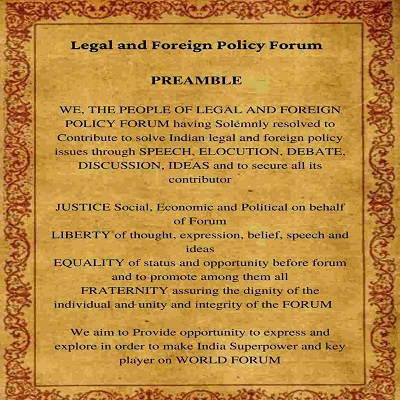 Legal and Foreign Policy Forum
PREAMBLE
WE, THE PEOPLE OF LEGAL AND FOREIGN
POLICY FORUM having Solemnly resolved to
Contribute to solve Indian legal and foreign policy
issues through SPEECH, ELOCUTION, DEBATE,
DISCUSSION, IDEAS and to secure all its
contributor
JUSTICE Social, Economic and Political on behalf
of Forum
LIBERTY of thought, expression, belief, speech and
ideas
EQUALITY of status and opportunity before forum
and to promote among them all
FRATERNITY assuring the dignity of the
individual and unity and integrity of the FORUM
We aim to Provide opportunity to express and
explore in order to make India Superpower and key
player on WORLD FORUM